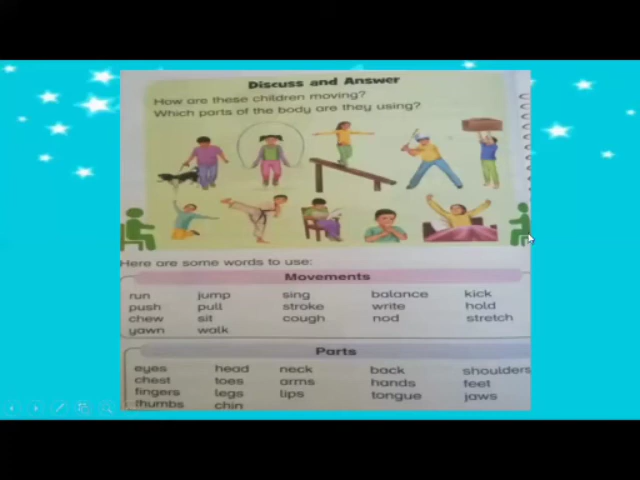 Discuss and Answer
How are these children moving?
Which parts of the body are they using?
Here are some words to use:
Movements
run jump sing balance kick
push pull stroke write hold
chew sit cough nod stretch
yawn walk
Parts
eyes head neck back shoulders
chest toes arms hands feet
fingers legs lips tongue jaws
thumbs chin